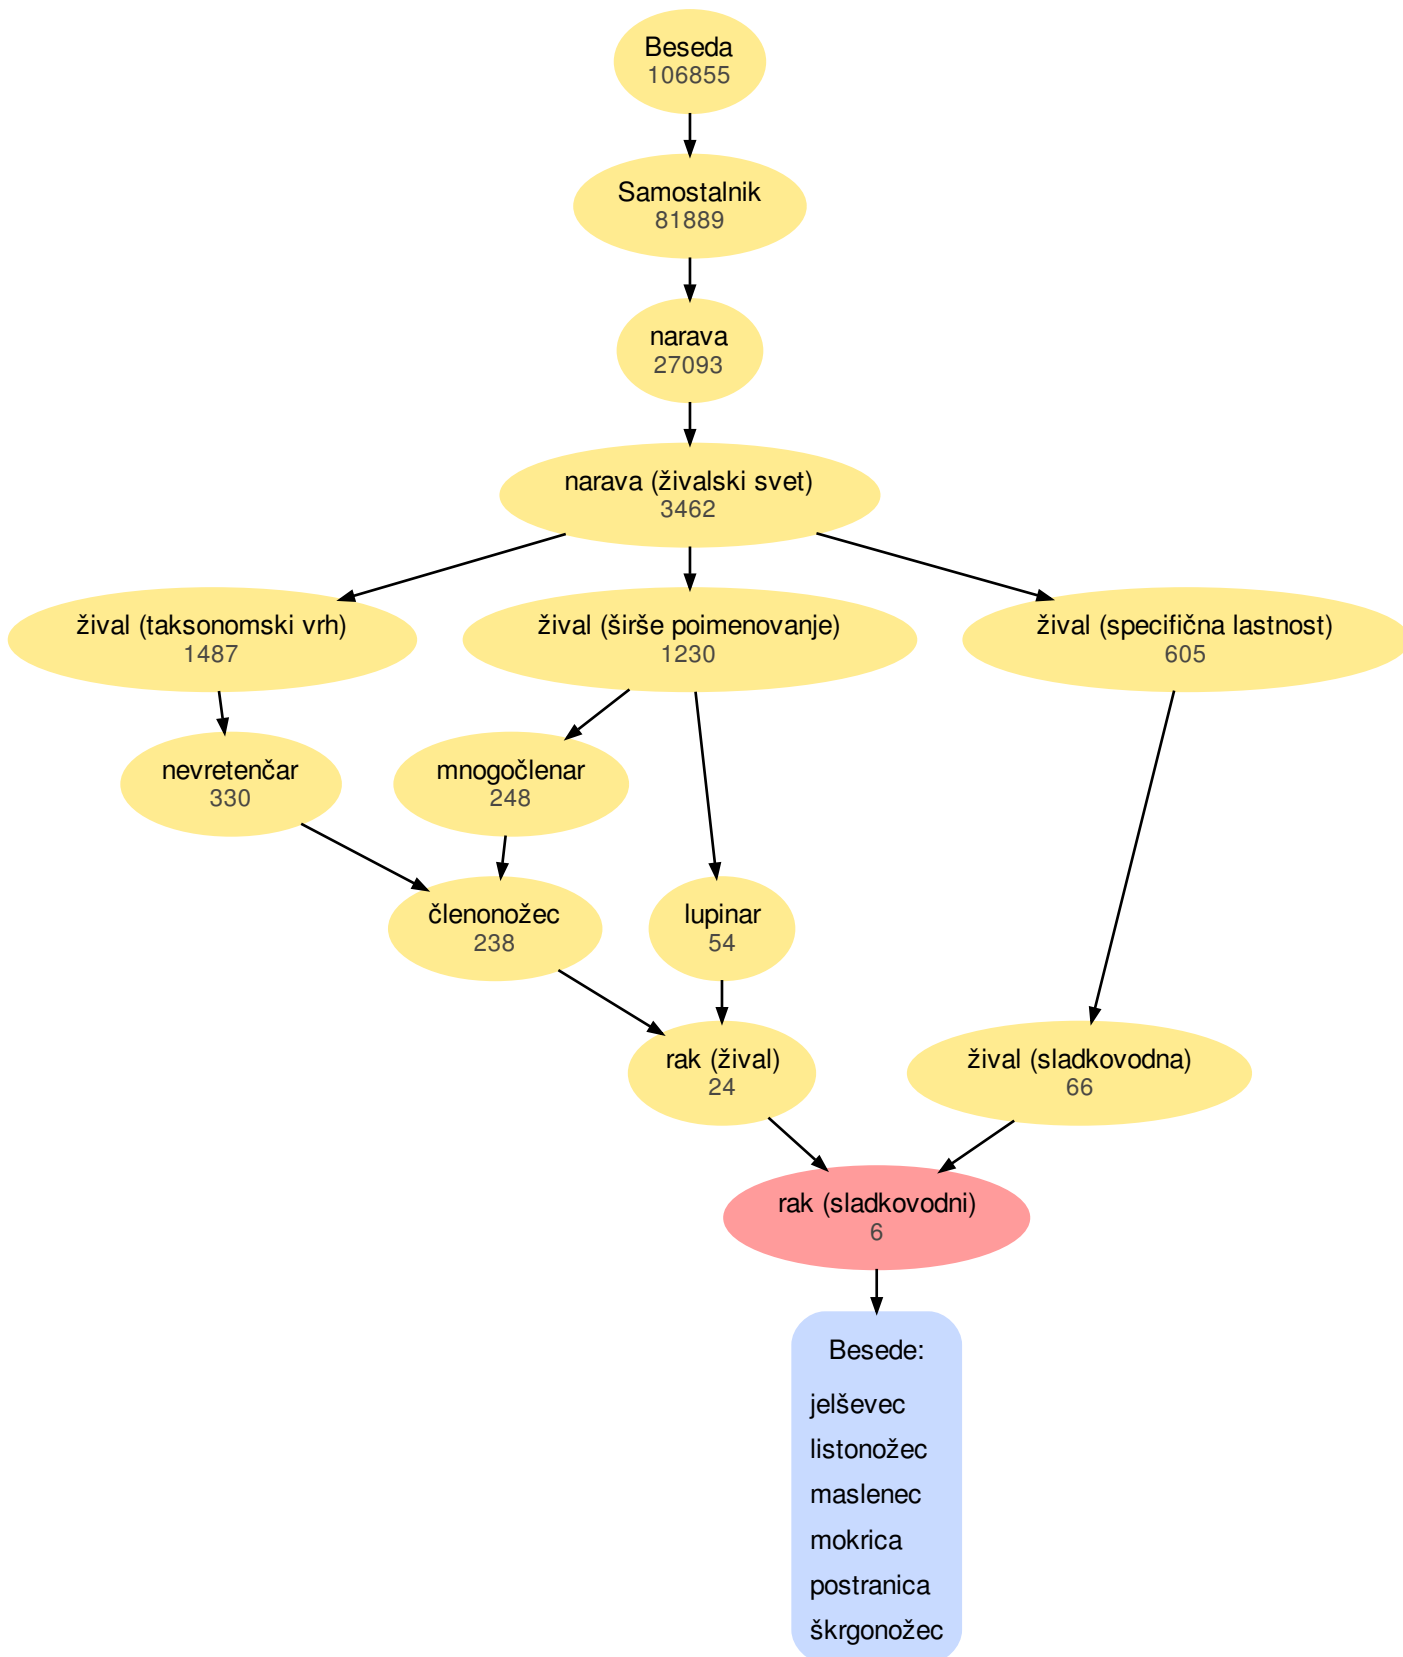 Beseda
106855
Samostalnik
81889
narava
27093
narava (živalski svet)
3462
žival (taksonomski vrh)
1487
žival (širše poimenovanje)
1230
žival (specifična lastnost)
605
nevretenčar
330
mnogočlenar
248
členonožec
238
lupinar
54
rak (žival)
24
žival (sladkovodna)
66
rak (sladkovodni)
6
Besede:
jelševec
listonožec
maslenec
mokrica
postranica
škrgonožec